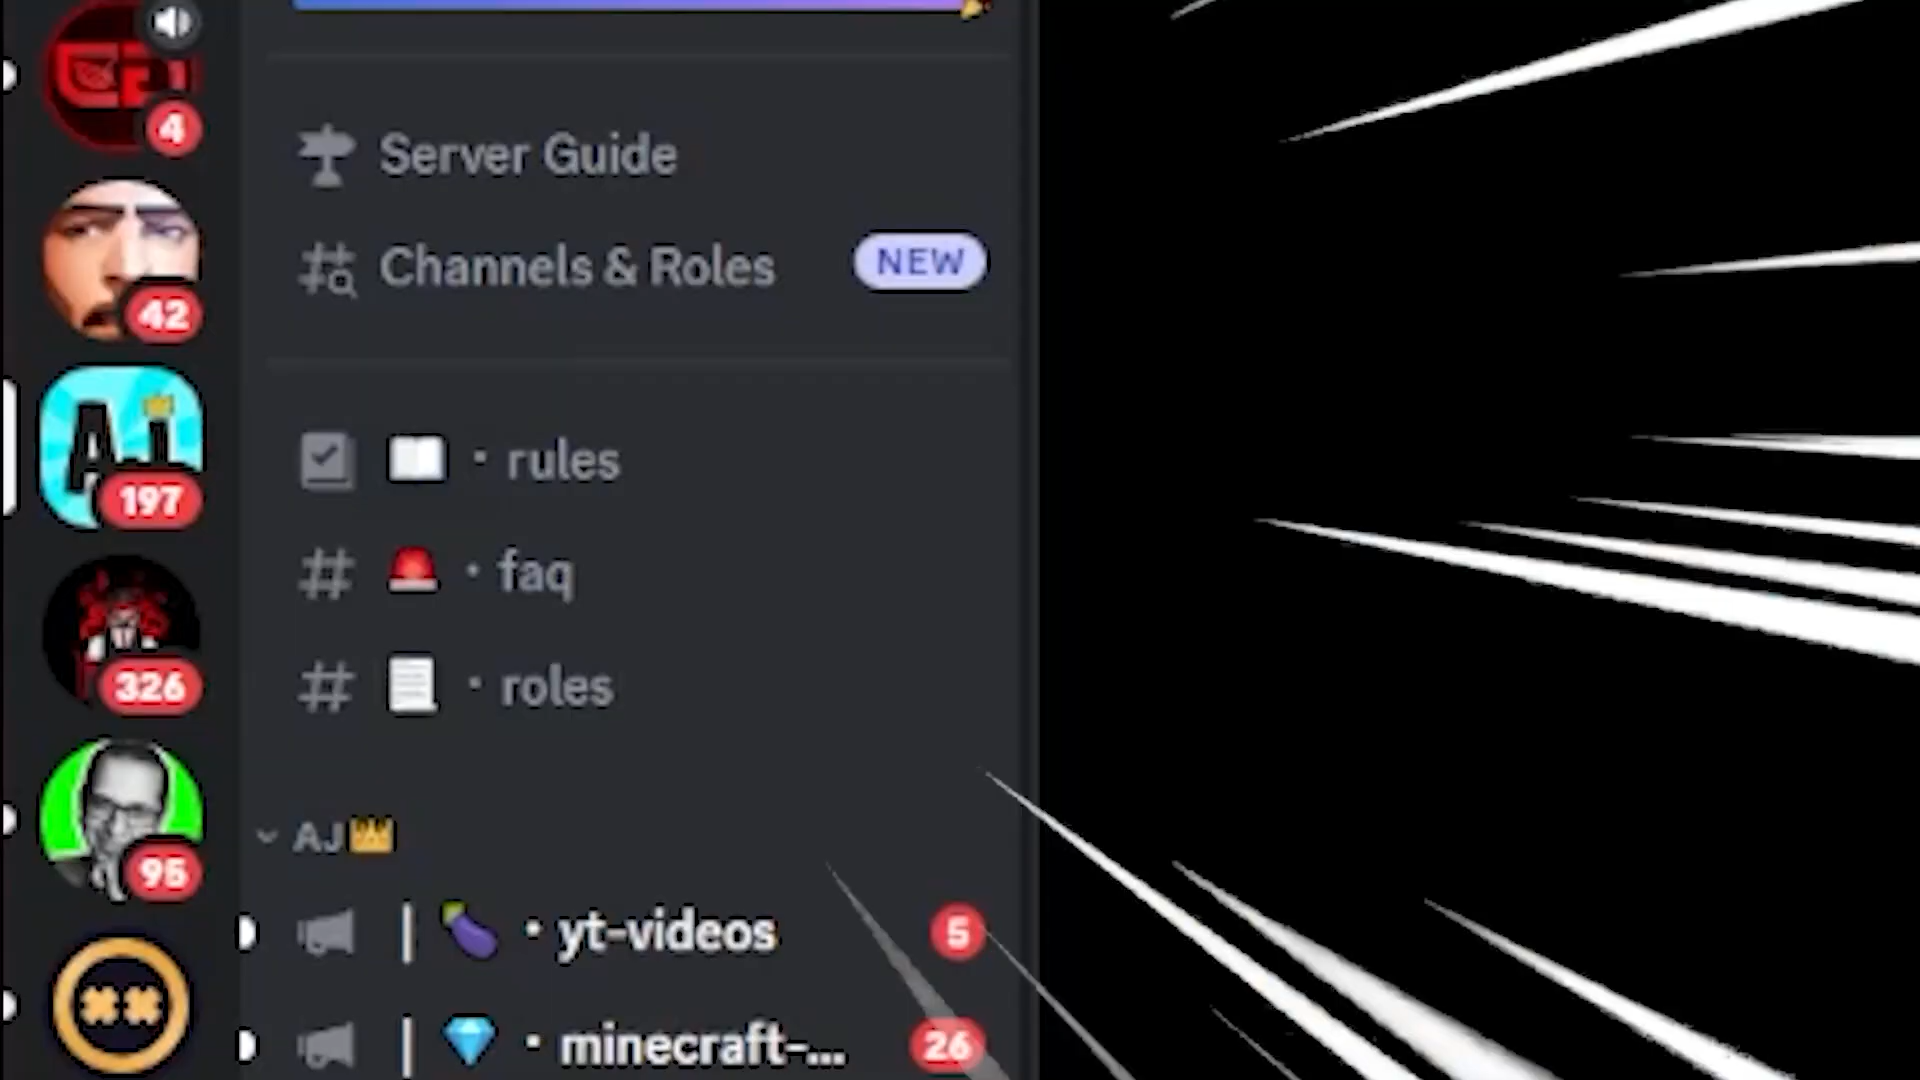 4
Server Guide
42
Channels & Roles NEW
AJ
197
rules
faq
326
roles
95
AJ
yt-videos 5
minecraft-... 26